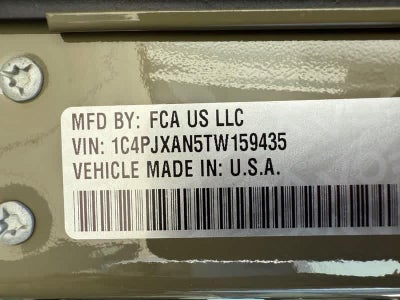 MFD BY: FCA US LLC
VIN: 1C4PJXAN5TW159435
VEHICLE MADE IN U.S.A.